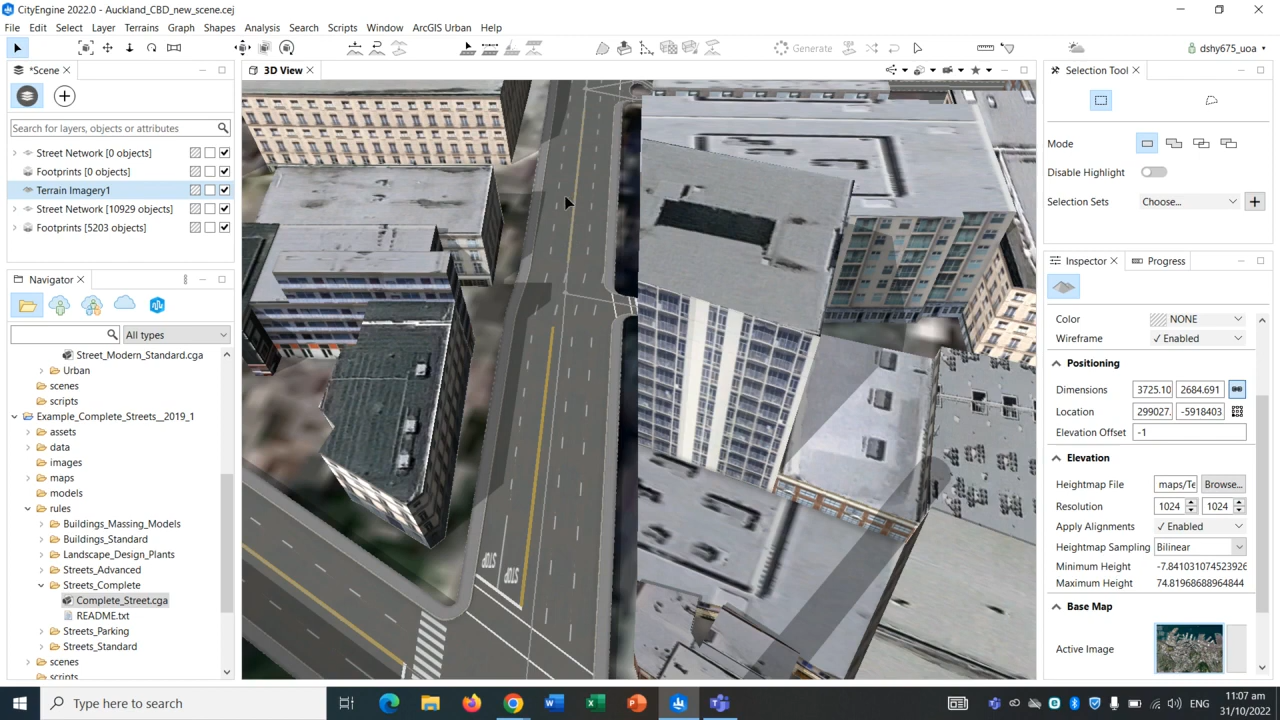 CityEngine 2022.0 - Auckland_CBD_new_scene.cej
File Edit Select Layer Terrains Graph Shapes Analysis Search Scripts Window ArcGIS Urban Help
Generate
dshy675_uoa
*Scene
3D View
Selection Tool
Search for layers, objects or attributes
Street Network [0 objects]
Footprints [0 objects]
Terrain Imagery1
Street Network [10929 objects]
Footprints [5203 objects]
Mode
Disable Highlight
Selection Sets
Choose...
Navigator
All types
Street_Modern_Standard.cga
Urban
scenes
scripts
Example_Complete_Streets__2019_1
assets
data
images
maps
models
rules
Buildings_Massing_Models
Buildings_Standard
Landscape_Design_Plants
Streets_Advanced
Streets_Complete
Complete_Street.cga
README.txt
Streets_Parking
Streets_Standard
scenes
scripts
STOP STOP
Inspector
Progress
Color NONE
Wireframe ✓ Enabled
Positioning
Dimensions 3725.10 2684.691
Location 299027. -5918403
Elevation Offset -1
Elevation
Heightmap File maps/Te Browse...
Resolution 1024 1024
Apply Alignments ✓ Enabled
Heightmap Sampling Bilinear
Minimum Height -7.841031074523926
Maximum Height 74.81968688964844
Base Map
Active Image
Type here to search
ENG
11:07 am
31/10/2022